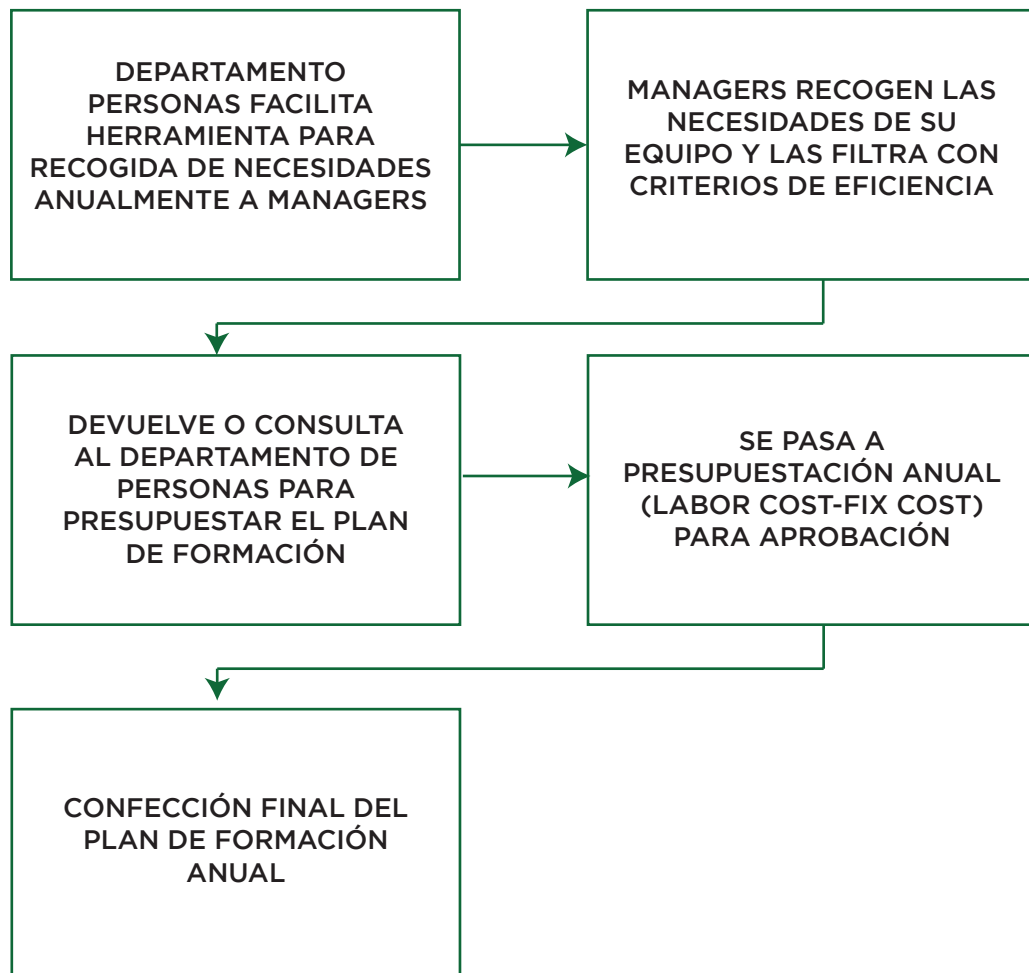 DEPARTAMENTO
PERSONAS FACILITA
HERRAMIENTA PARA
RECOGIDA DE NECESIDADES
ANUALMENTE A MANAGERS
MANAGERS RECOGEN LAS
NECESIDADES DE SU
EQUIPO Y LAS FILTRA CON
CRITERIOS DE EFICIENCIA
DEVUELVE O CONSULTA
AL DEPARTAMENTO DE
PERSONAS PARA
PRESUPUESTAR EL PLAN
DE FORMACIÓN
SE PASA A
PRESUPUESTACIÓN ANUAL
(LABOR COST-FIX COST)
PARA APROBACIÓN
CONFECCIÓN FINAL DEL
PLAN DE FORMACIÓN
ANUAL